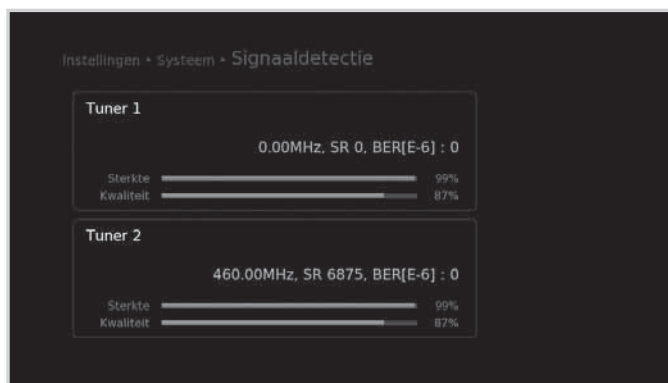 Instellingen • Systeem • Signaaldetectie
Tuner 1
0.00MHz, SR 0, BER[E-6] : 0
Sterkte 99%
Kwaliteit 87%
Tuner 2
460.00MHz, SR 6875, BER[E-6] : 0
Sterkte 99%
Kwaliteit 87%